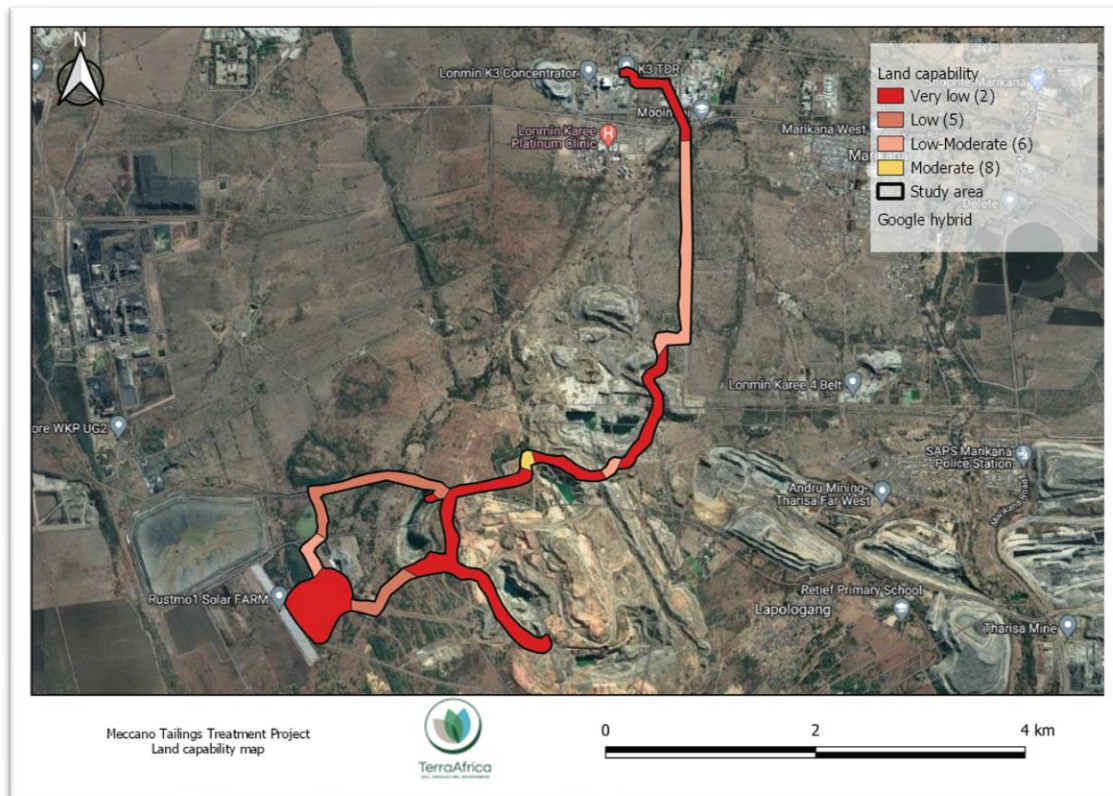 N
Lonmin K3 Concentrator
K3 TDR
Lonmin Karee
Platinum Clinic
Marikana West
Land capability
Very low (2)
Low (5)
Low-Moderate (6)
Moderate (8)
Study area
Google hybrid
Lonmin Karee 4 Belt
ore WKP UG2
SAPS Marikana
Police Station
Andru Mining-
Tharisa Far West
Marikana Road
Rustmo1 Solar FARM
Retief Primary School
Lapologang
Tharisa Mine
Meccano Tailings Treatment Project
Land capability map
TerraAfrica
0 2 4 km